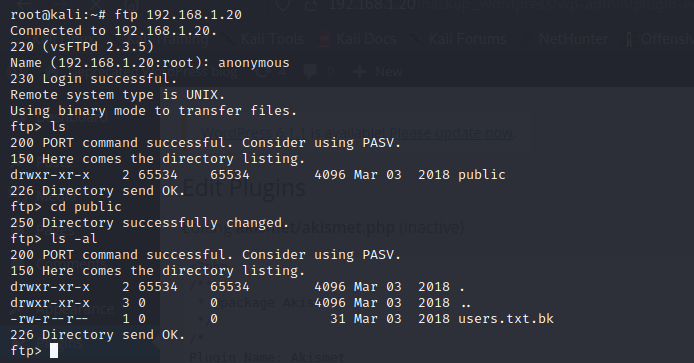 root@kali:~# ftp 192.168.1.20
Connected to 192.168.1.20.
220 (vsFTPd 2.3.5)
Name (192.168.1.20:root): anonymous
230 Login successful.
Remote system type is UNIX.
Using binary mode to transfer files.
ftp> ls
200 PORT command successful. Consider using PASV.
150 Here comes the directory listing.
drwxr-xr-x    2 65534    65534        4096 Mar 03  2018 public
226 Directory send OK.
ftp> cd public
250 Directory successfully changed.
ftp> ls -al
200 PORT command successful. Consider using PASV.
150 Here comes the directory listing.
drwxr-xr-x    2 65534    65534        4096 Mar 03  2018 .
drwxr-xr-x    3 0        0            4096 Mar 03  2018 ..
-rw-r--r--    1 0        0              31 Mar 03  2018 users.txt.bk
226 Directory send OK.
ftp>
192.168.1.20
Kali Tools
Kali Docs
Kali Forums
NetHunter
Offensi
New
Please update now
Edit Plugins
akismet.php (inactive)
Plugin Name: Akismet